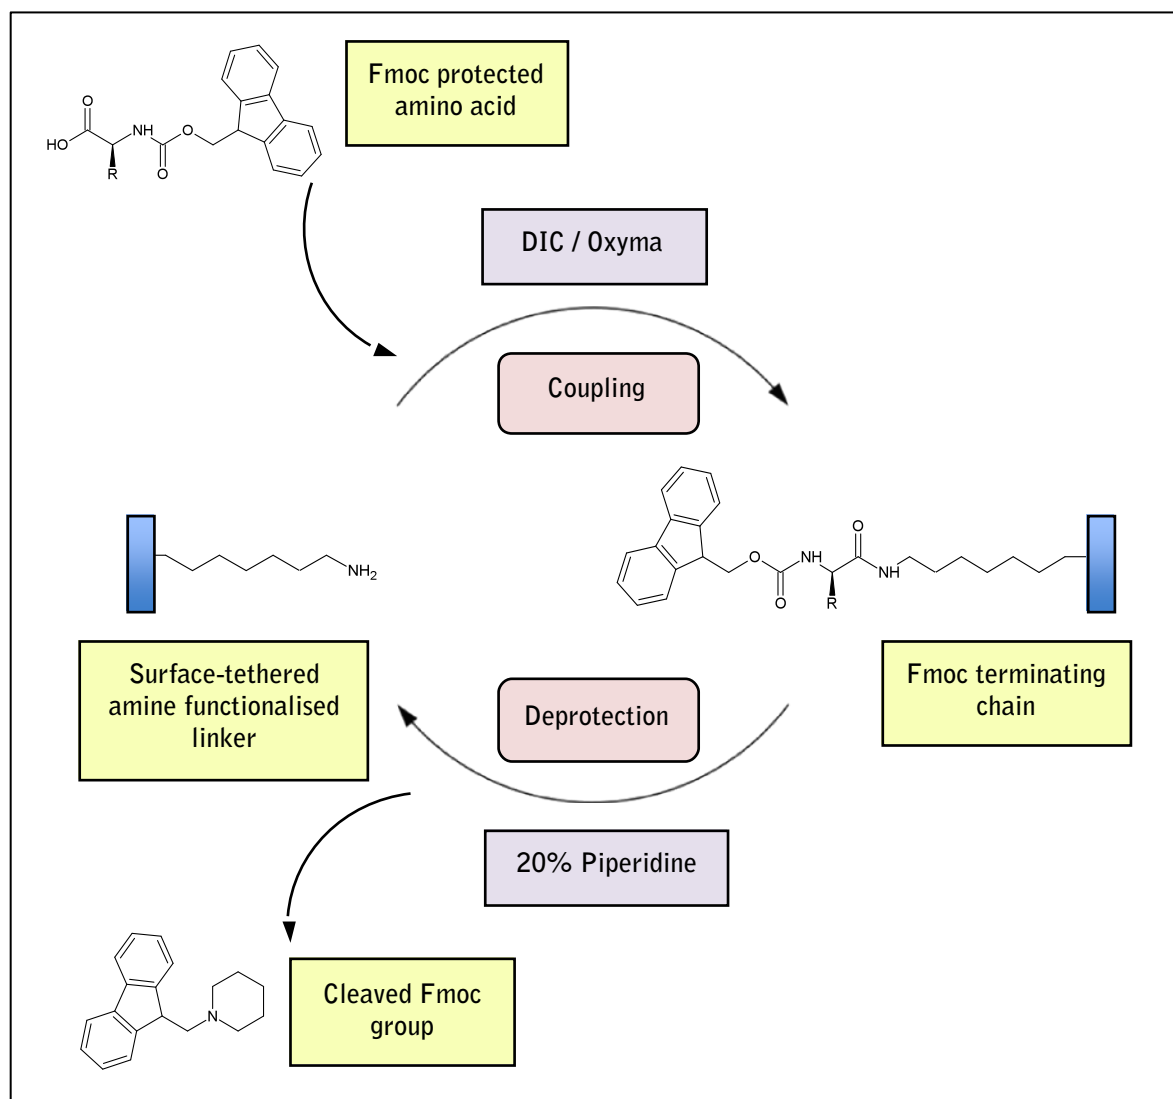 Fmoc protected
amino acid
O
HO
R
NH
O
O
DIC / Oxyma
Coupling
NH2
O
O
NH
R
O
NH
Surface-tethered
amine functionalised
linker
Deprotection
Fmoc terminating
chain
20% Piperidine
N
Cleaved Fmoc
group